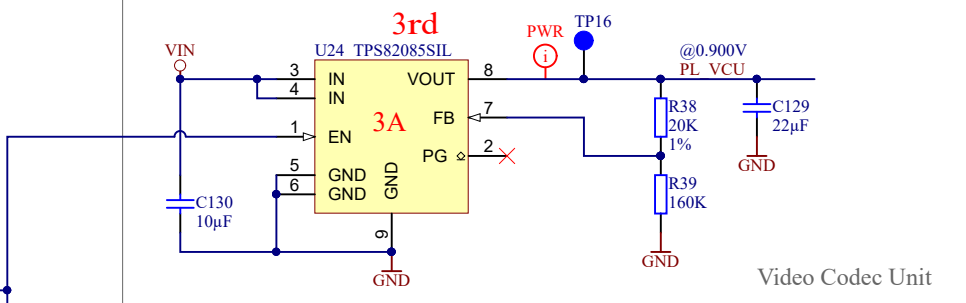 3rd
TP16
PWR
i
VIN
U24 TPS82085SIL
@0.900V
PL_VCU
3 IN VOUT 8
4 IN
R38
20K
1%
C129
22µF
3A
FB 7
1 EN
PG 2
GND
5 GND
6 GND
GND
R39
160K
C130
10µF
9
GND
GND
Video Codec Unit